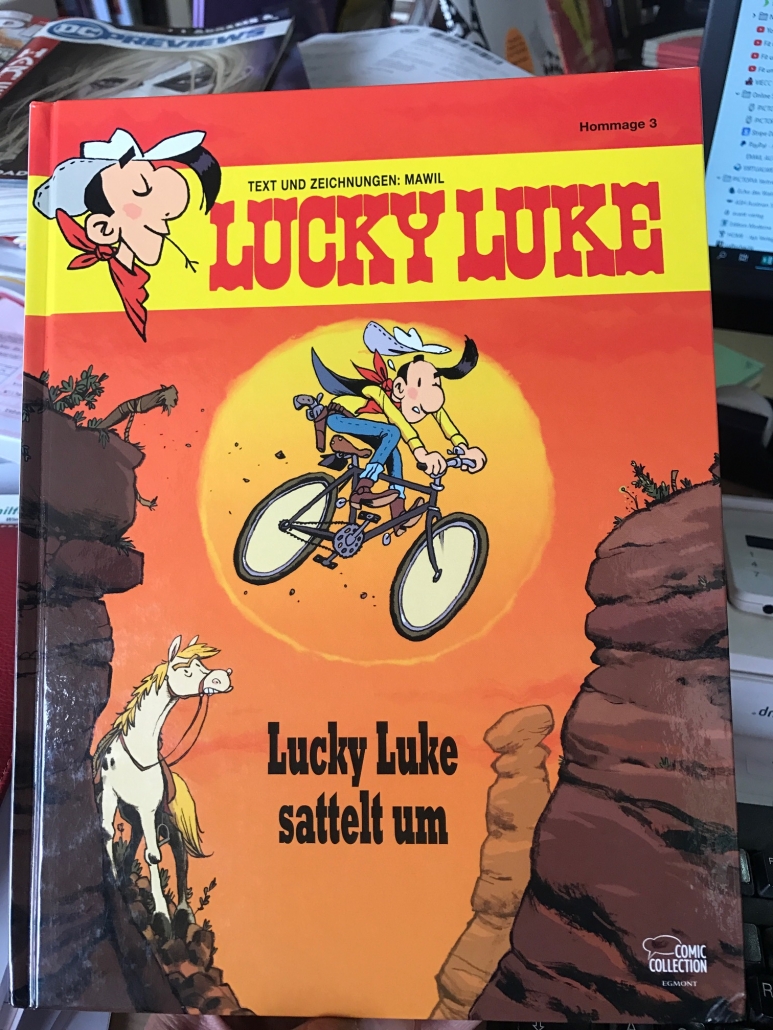 DC PREVIEWS
Hommage 3
TEXT UND ZEICHNUNGEN: MAWIL
LUCKY LUKE
Lucky Luke
sattelt um
COMIC
COLLECTION
EGMONT